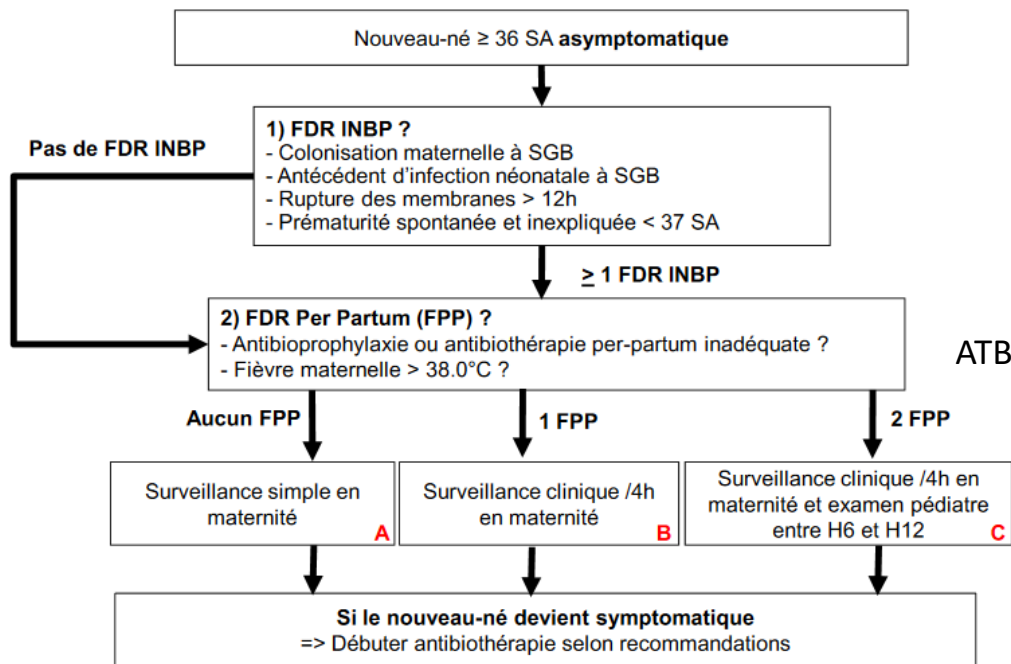 Nouveau-né ≥ 36 SA asymptomatique
Pas de FDR INBP
1) FDR INBP ?
- Colonisation maternelle à SGB
- Antécédent d'infection néonatale à SGB
- Rupture des membranes > 12h
- Prématurité spontanée et inexpliquée < 37 SA
≥ 1 FDR INBP
2) FDR Per Partum (FPP) ?
- Antibioprophylaxie ou antibiothérapie per-partum inadéquate ?
- Fièvre maternelle > 38.0°C ?
ATB
Aucun FPP
1 FPP
2 FPP
Surveillance simple en
maternité
A
Surveillance clinique /4h
en maternité
B
Surveillance clinique /4h en
maternité et examen pédiatre
entre H6 et H12
C
Si le nouveau-né devient symptomatique
=> Débuter antibiothérapie selon recommandations